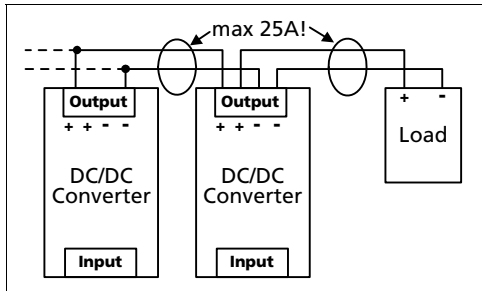 max 25A!
Output
+ + - -
DC/DC
Converter
Input
Output
+ + - -
DC/DC
Converter
Input
+ -
Load